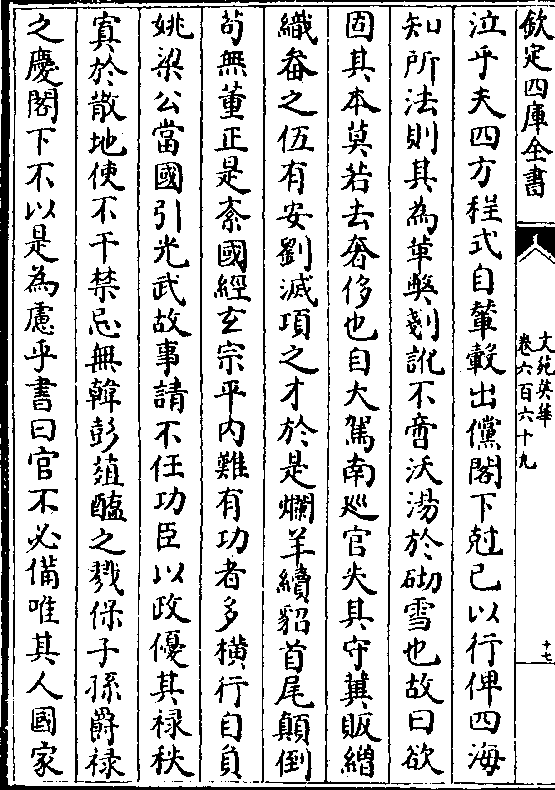 欽定四庫全書
文苑英華
卷六百六十九
十七
泣乎夫四方程式自輦轂出儻閣下尅己以行俾四海
知所法則其為革弊剗訛不啻沃湯於砌雪也故曰欲
固其本莫若去奢侈也自大駕南廵官失其守冀販繒
織畚之伍有安劉滅項之才於是爛羊續貂首尾顛倒
苟無董正是紊國經玄宗平内難有功者多横行自負
姚梁公當國引光武故事請不任功臣以政優其禄秩
寘於散地使不干禁忌無韓彭葅醢之戮保子孫爵禄
之慶閣下不以是為慮乎書曰官不必備唯其人國家